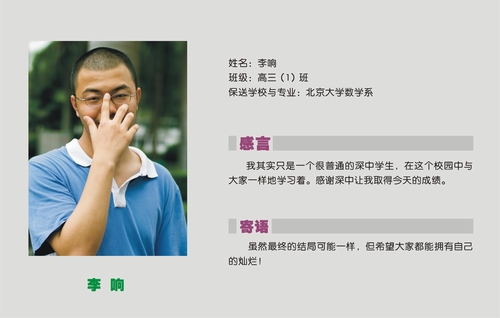 姓名：李响
班级：高三（1）班
保送学校与专业：北京大学数学系
感言
我其实只是一个很普通的深中学生，在这个校园中与
大家一样地学习着。感谢深中让我取得今天的成绩。
寄语
虽然最终的结局可能一样，但希望大家都能拥有自己
的灿烂！
李 响